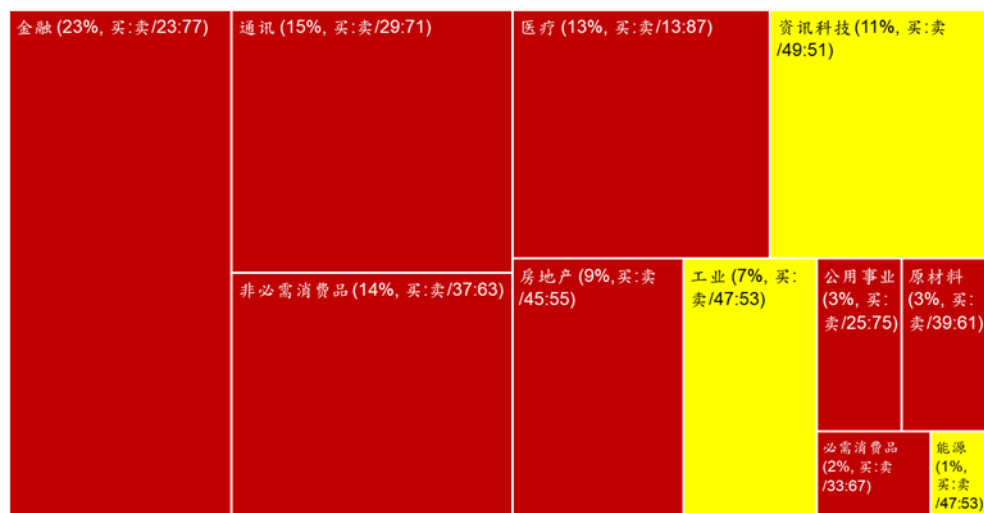 金融(23%, 买:卖/23:77)
通讯(15%, 买:卖/29:71)
医疗(13%, 买:卖/13:87)
资讯科技(11%, 买:卖
/49:51)
非必需消费品(14%, 买:卖/37:63)
房地产(9%,买:卖
/45:55)
工业(7%, 买:
卖/47:53)
公用事业
(3%, 买:
卖/25:75)
原材料
(3%, 买:
卖/39:61)
必需消费品
(2%, 买:卖
/33:67)
能源
(1%,
买:卖
/47:53)